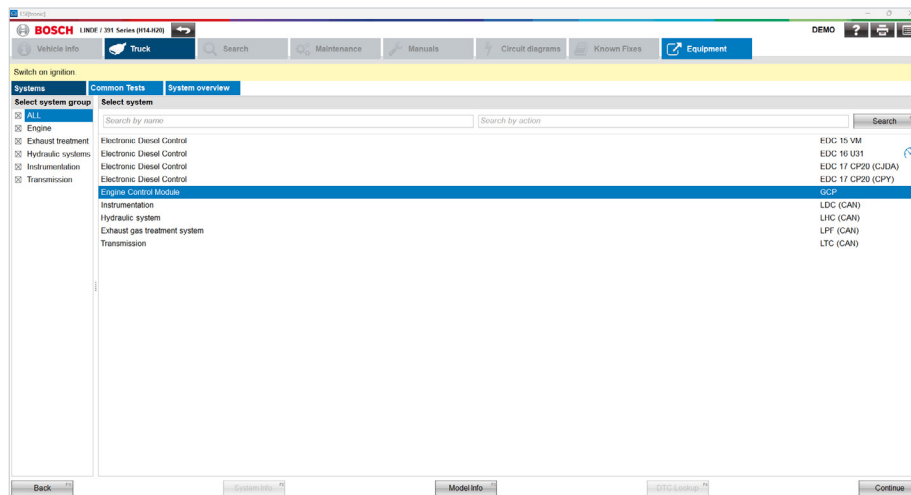 ESI[tronic]
BOSCH LINDE / 391 Series (H14-H20) DEMO ?
Vehicle info Truck Search Maintenance Manuals Circuit diagrams Known Fixes Equipment
Switch on ignition.
Systems Common Tests System overview
Select system group Select system
ALL Search by name Search by action Search
Engine
Exhaust treatment Electronic Diesel Control EDC 15 VM
Hydraulic systems Electronic Diesel Control EDC 16 U31
Instrumentation Electronic Diesel Control EDC 17 CP20 (CJDA)
Transmission Electronic Diesel Control EDC 17 CP20 (CPY)
Engine Control Module GCP
Instrumentation LDC (CAN)
Hydraulic system LHC (CAN)
Exhaust gas treatment system LPF (CAN)
Transmission LTC (CAN)
Back System Info Model Info DTC Lookup Continue